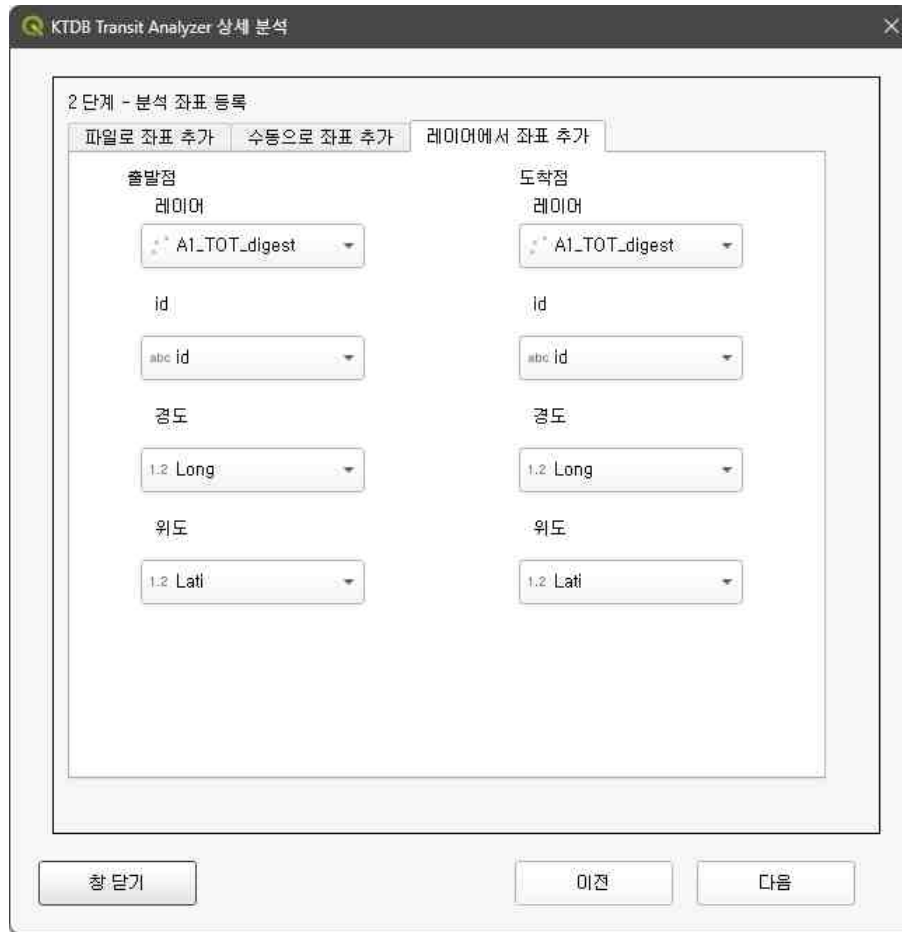 KTDB Transit Analyzer 상세 분석
2 단계 - 분석 좌표 등록
파일로 좌표 추가 수동으로 좌표 추가 레이어에서 좌표 추가
출발점 도착점
레이어 레이어
A1_TOT_digest A1_TOT_digest
id id
abc id abc id
경도 경도
1.2 Long 1.2 Long
위도 위도
1.2 Lati 1.2 Lati
창 닫기 이전 다음